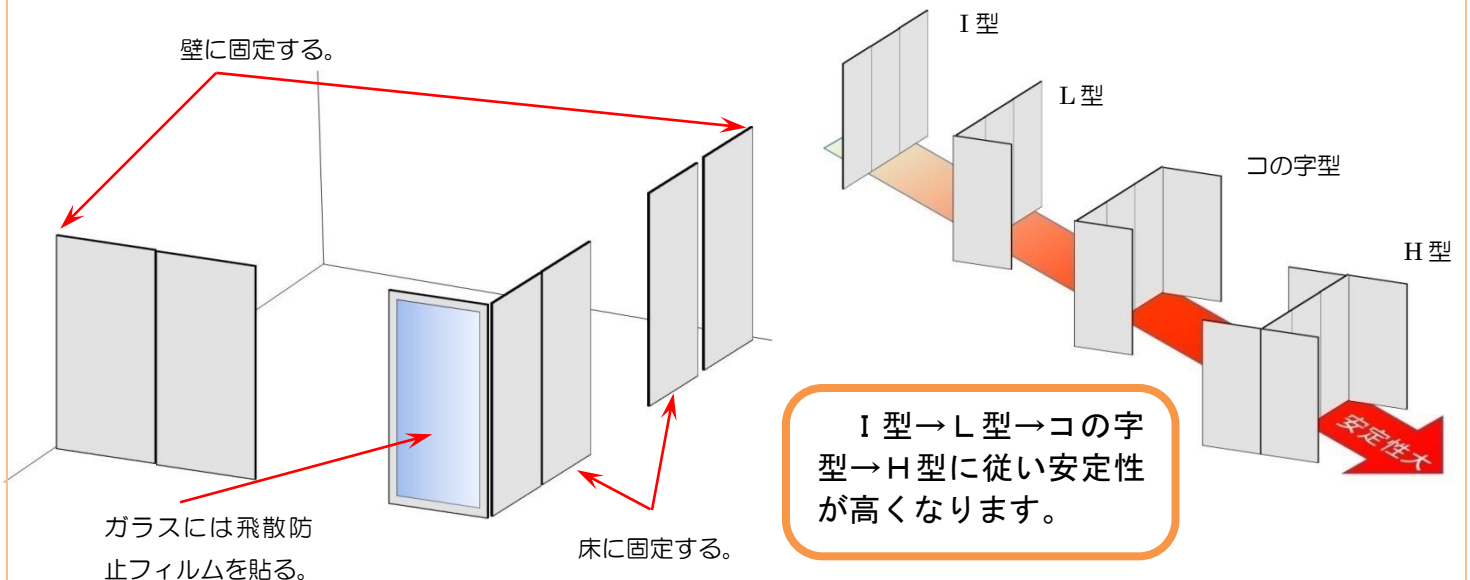 壁に固定する。
ガラスには飛散防
止フィルムを貼る。
床に固定する。
I 型
L 型
コの字型
H 型
安定性大
Ⅰ型→L型→コの字
型→H型に従い安定性
が高くなります。